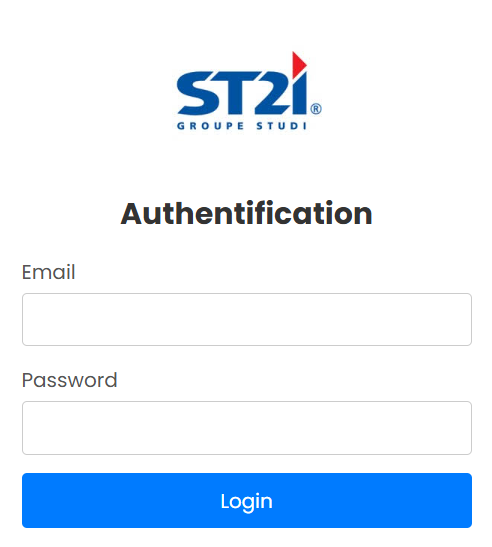 ST2i®
GROUPE STUDI
Authentification
Email
Password
Login